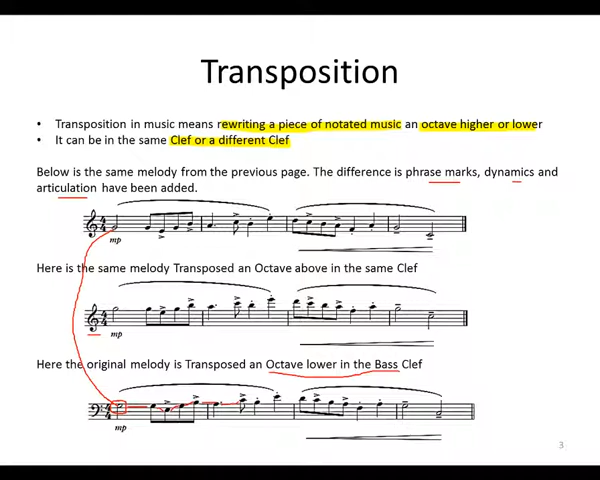 Transposition
• Transposition in music means rewriting a piece of notated music an octave higher or lower
• It can be in the same Clef or a different Clef
Below is the same melody from the previous page. The difference is phrase marks, dynamics and
articulation have been added.
mp
Here is the same melody Transposed an Octave above in the same Clef
mp
Here the original melody is Transposed an Octave lower in the Bass Clef
mp
3